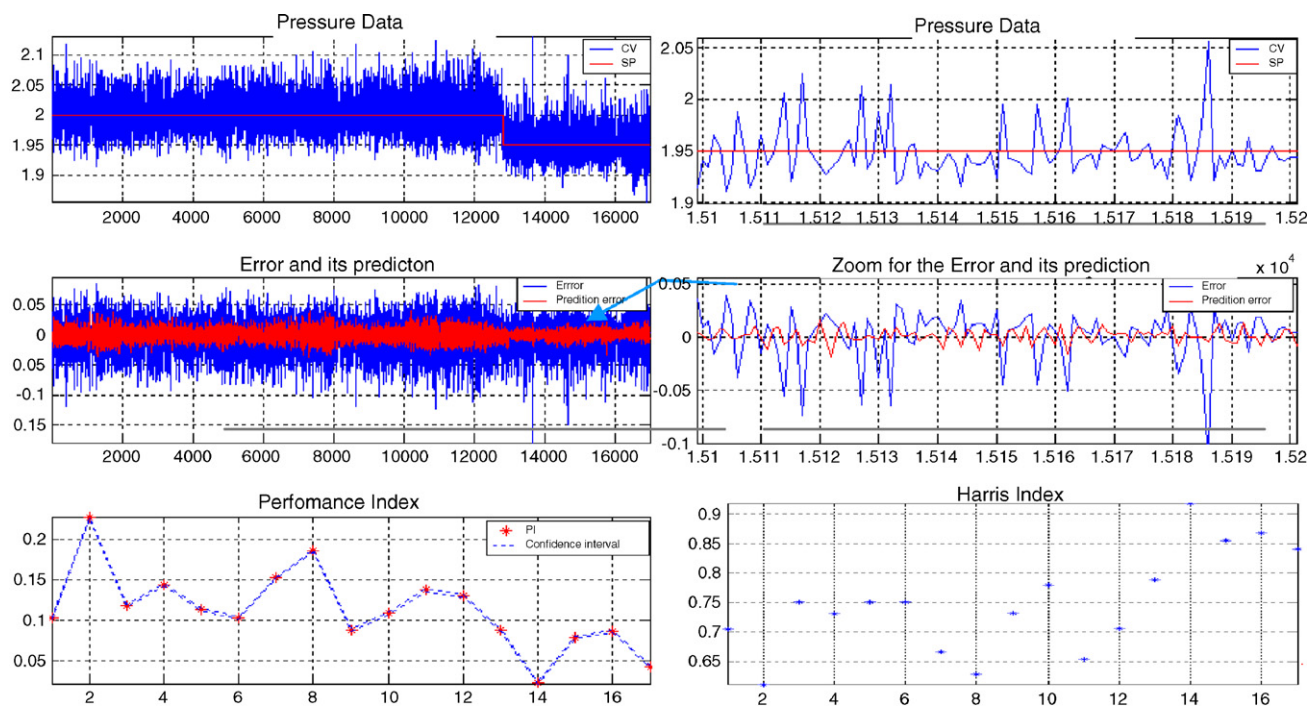 Pressure Data
2.1
2.05
2
1.95
1.9
CV
SP
2000 4000 6000 8000 10000 12000 14000 16000
Pressure Data
2.05
2
1.95
1.9
CV
SP
1.51 1.511 1.512 1.513 1.514 1.515 1.516 1.517 1.518 1.519 1.52
x 10^4
Error and its predicton
0.05
0
0.05
-0.1
0.15
Errror
Predition error
2000 4000 6000 8000 10000 12000 14000 16000
Zoom for the Error and its prediction
0.05
0
-0.05
-0.1
Error
Predition error
1.51 1.511 1.512 1.513 1.514 1.515 1.516 1.517 1.518 1.519 1.52
Perfomance Index
0.2
0.15
0.1
0.05
PI
Confidence interval
2 4 6 8 10 12 14 16
Harris Index
0.9
0.85
0.8
0.75
0.7
0.65
2 4 6 8 10 12 14 16